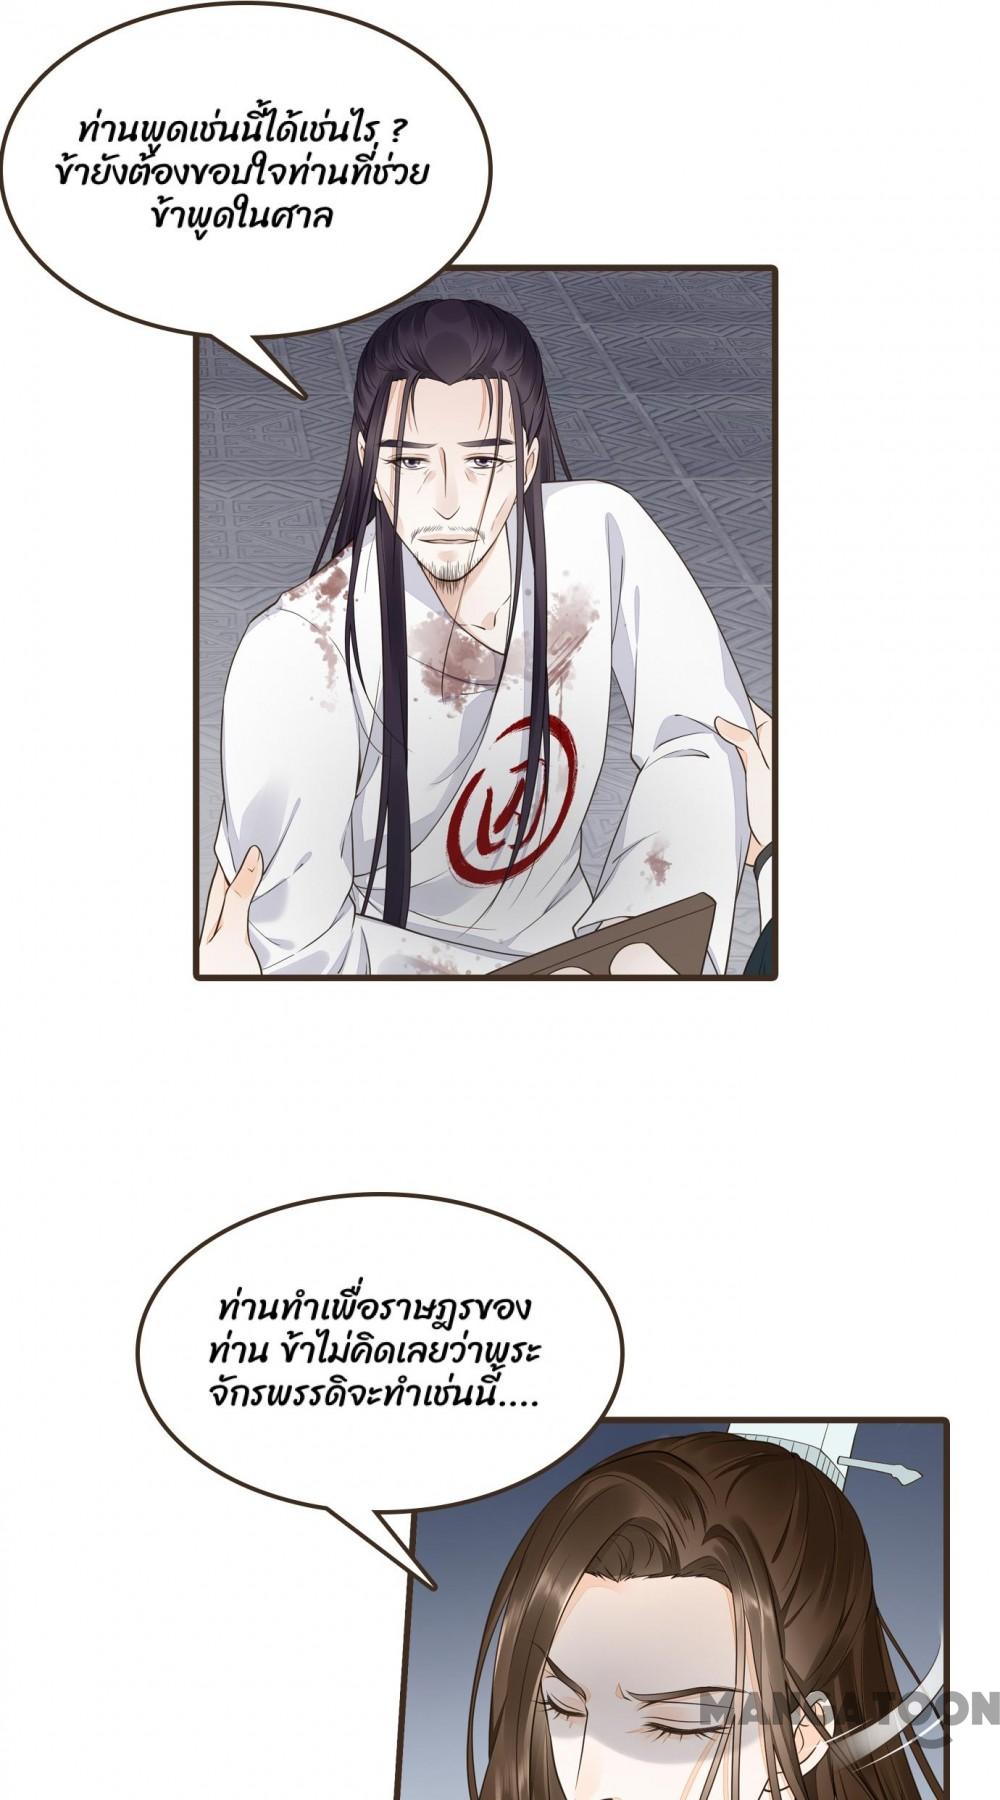 ท่านพูดเช่นนี้ได้เช่นไร ?
ข้ายังต้องขอบใจท่านที่ช่วย
ข้าพูดในศาล
囚
ท่านทำเพื่อราษฎรของ
ท่าน ข้าไม่คิดเลยว่าพระ
จักรพรรดิจะทำเช่นนี้....
MANGATOON